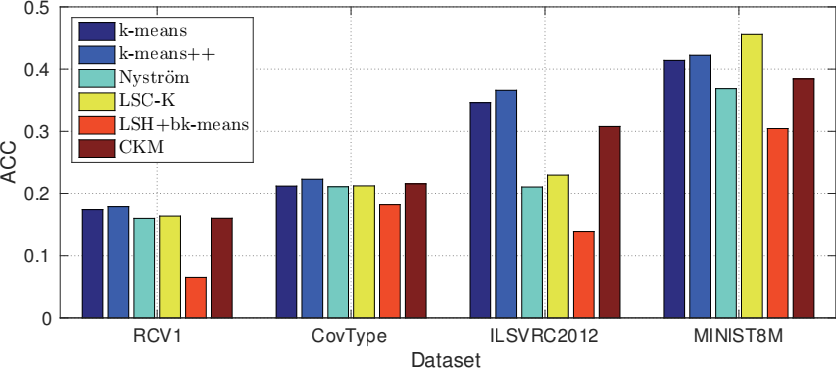 0.5
0.4
0.3
0.2
0.1
0
ACC
k-means
k-means++
Nyström
LSC-K
LSH+bk-means
CKM
RCV1 CovType ILSVRC2012 MINIST8M
Dataset